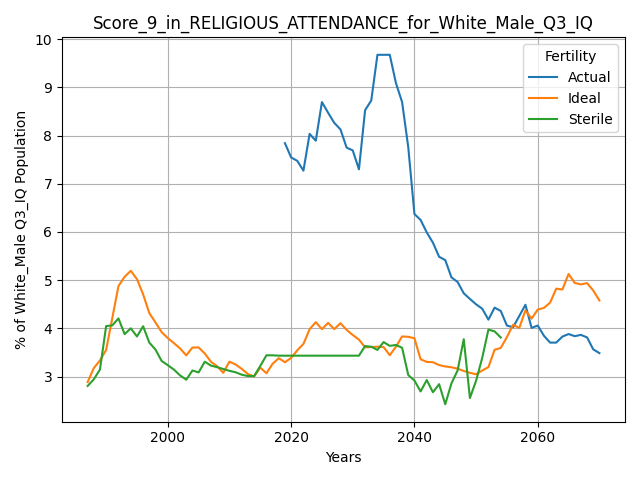 Score_9_in_RELIGIOUS_ATTENDANCE_for_White_Male_Q3_IQ
% of White_Male Q3_IQ Population
10
9
8
7
6
5
4
3
Fertility
Actual
Ideal
Sterile
2000 2020 2040 2060
Years